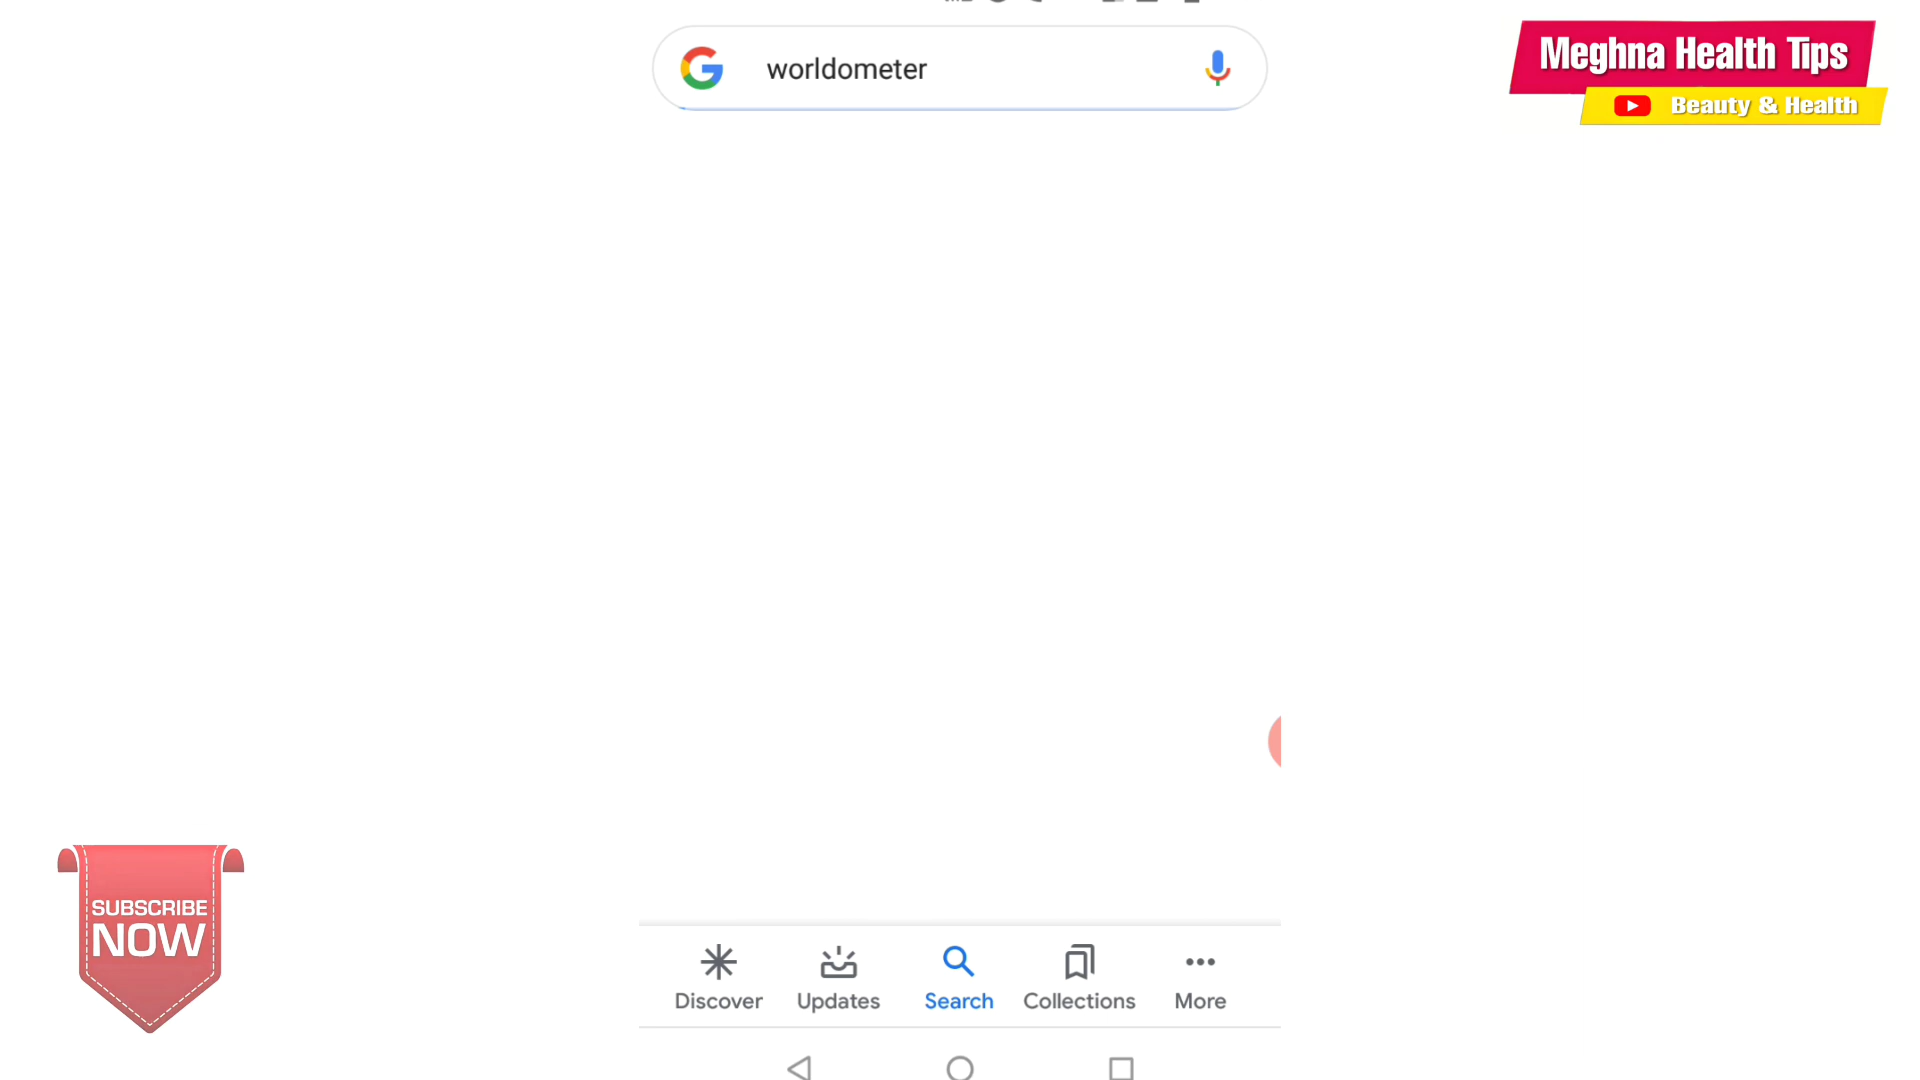 worldometer
Meghna Health Tips
Beauty & Health
SUBSCRIBE
NOW
Discover
Updates
Search
Collections
More